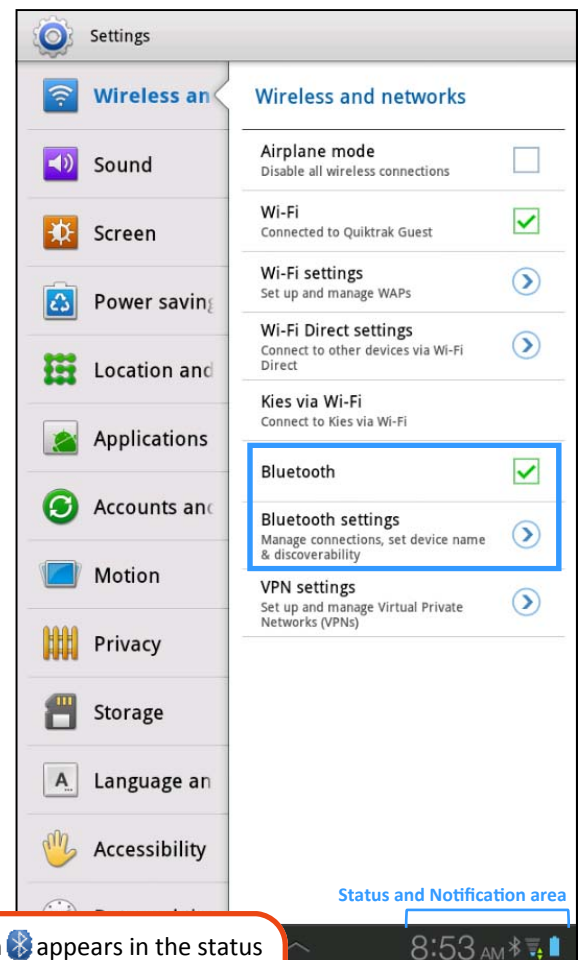 Settings
Wireless an
Sound
Screen
Power saving
Location and
Applications
Accounts and
Motion
Privacy
Storage
Language an
Accessibility
Wireless and networks
Airplane mode
Disable all wireless connections
Wi-Fi
Connected to Quiktrak Guest
Wi-Fi settings
Set up and manage WAPs
Wi-Fi Direct settings
Connect to other devices via Wi-Fi
Direct
Kies via Wi-Fi
Connect to Kies via Wi-Fi
Bluetooth
Bluetooth settings
Manage connections, set device name
& discoverability
VPN settings
Set up and manage Virtual Private
Networks (VPNs)
Status and Notification area
appears in the status
8:53 AM